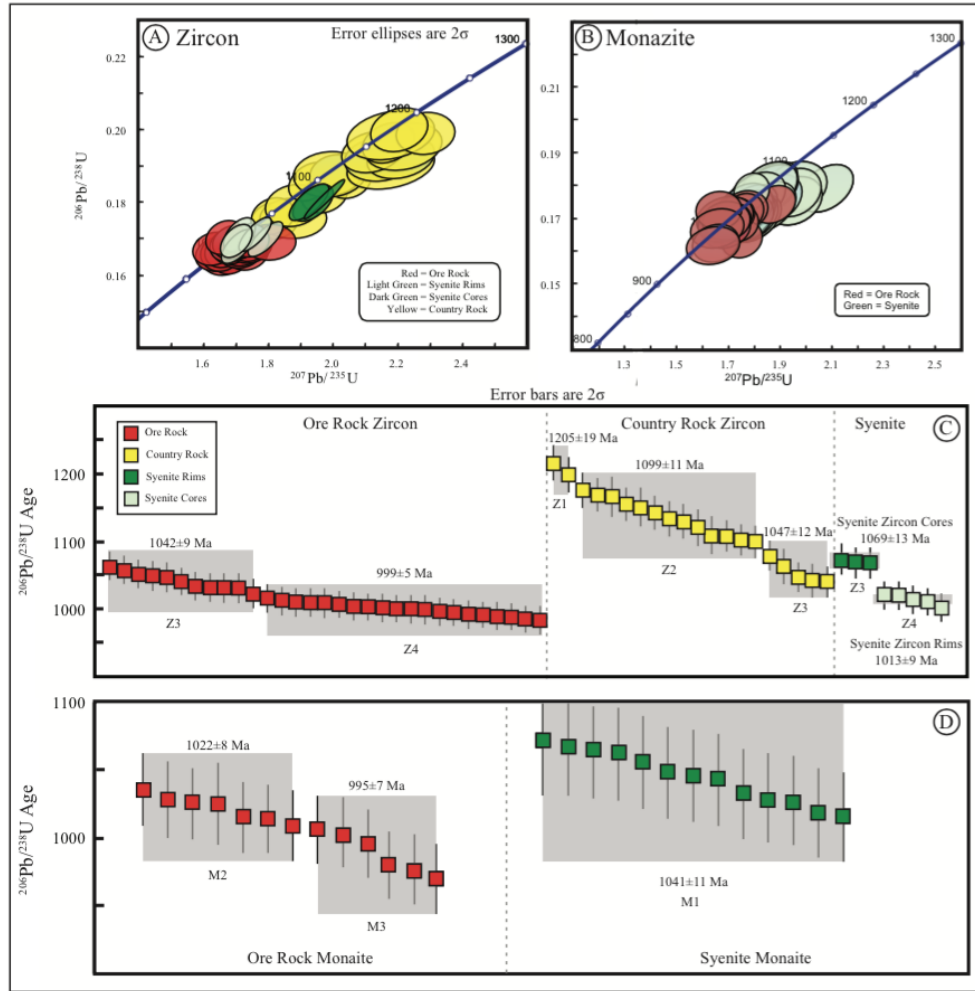 A Zircon
Error ellipses are 2σ
1300
1200
1100
0.22
0.20
0.18
0.16
206Pb/238U
1.6 1.8 2.0 2.2 2.4
207Pb/235U
Red = Ore Rock
Light Green = Syenite Rims
Dark Green = Syenite Cores
Yellow = Country Rock
B Monazite
1300
1200
1100
900
800
0.21
0.19
0.17
0.15
1.3 1.5 1.7 1.9 2.1 2.3 2.5
207Pb/235U
Red = Ore Rock
Green = Syenite
Error bars are 2σ
C
Ore Rock Zircon
Country Rock Zircon
Syenite
Ore Rock
Country Rock
Syenite Rims
Syenite Cores
206Pb/238U Age
1200
1100
1000
1042±9 Ma
Z3
999±5 Ma
Z4
1205±19 Ma
Z1
1099±11 Ma
Z2
1047±12 Ma
Z3
Syenite Zircon Cores
1069±13 Ma
Z3
Z4
Syenite Zircon Rims
1013±9 Ma
D
206Pb/238U Age
1100
1000
1022±8 Ma
M2
995±7 Ma
M3
1041±11 Ma
M1
Ore Rock Monaite
Syenite Monaite